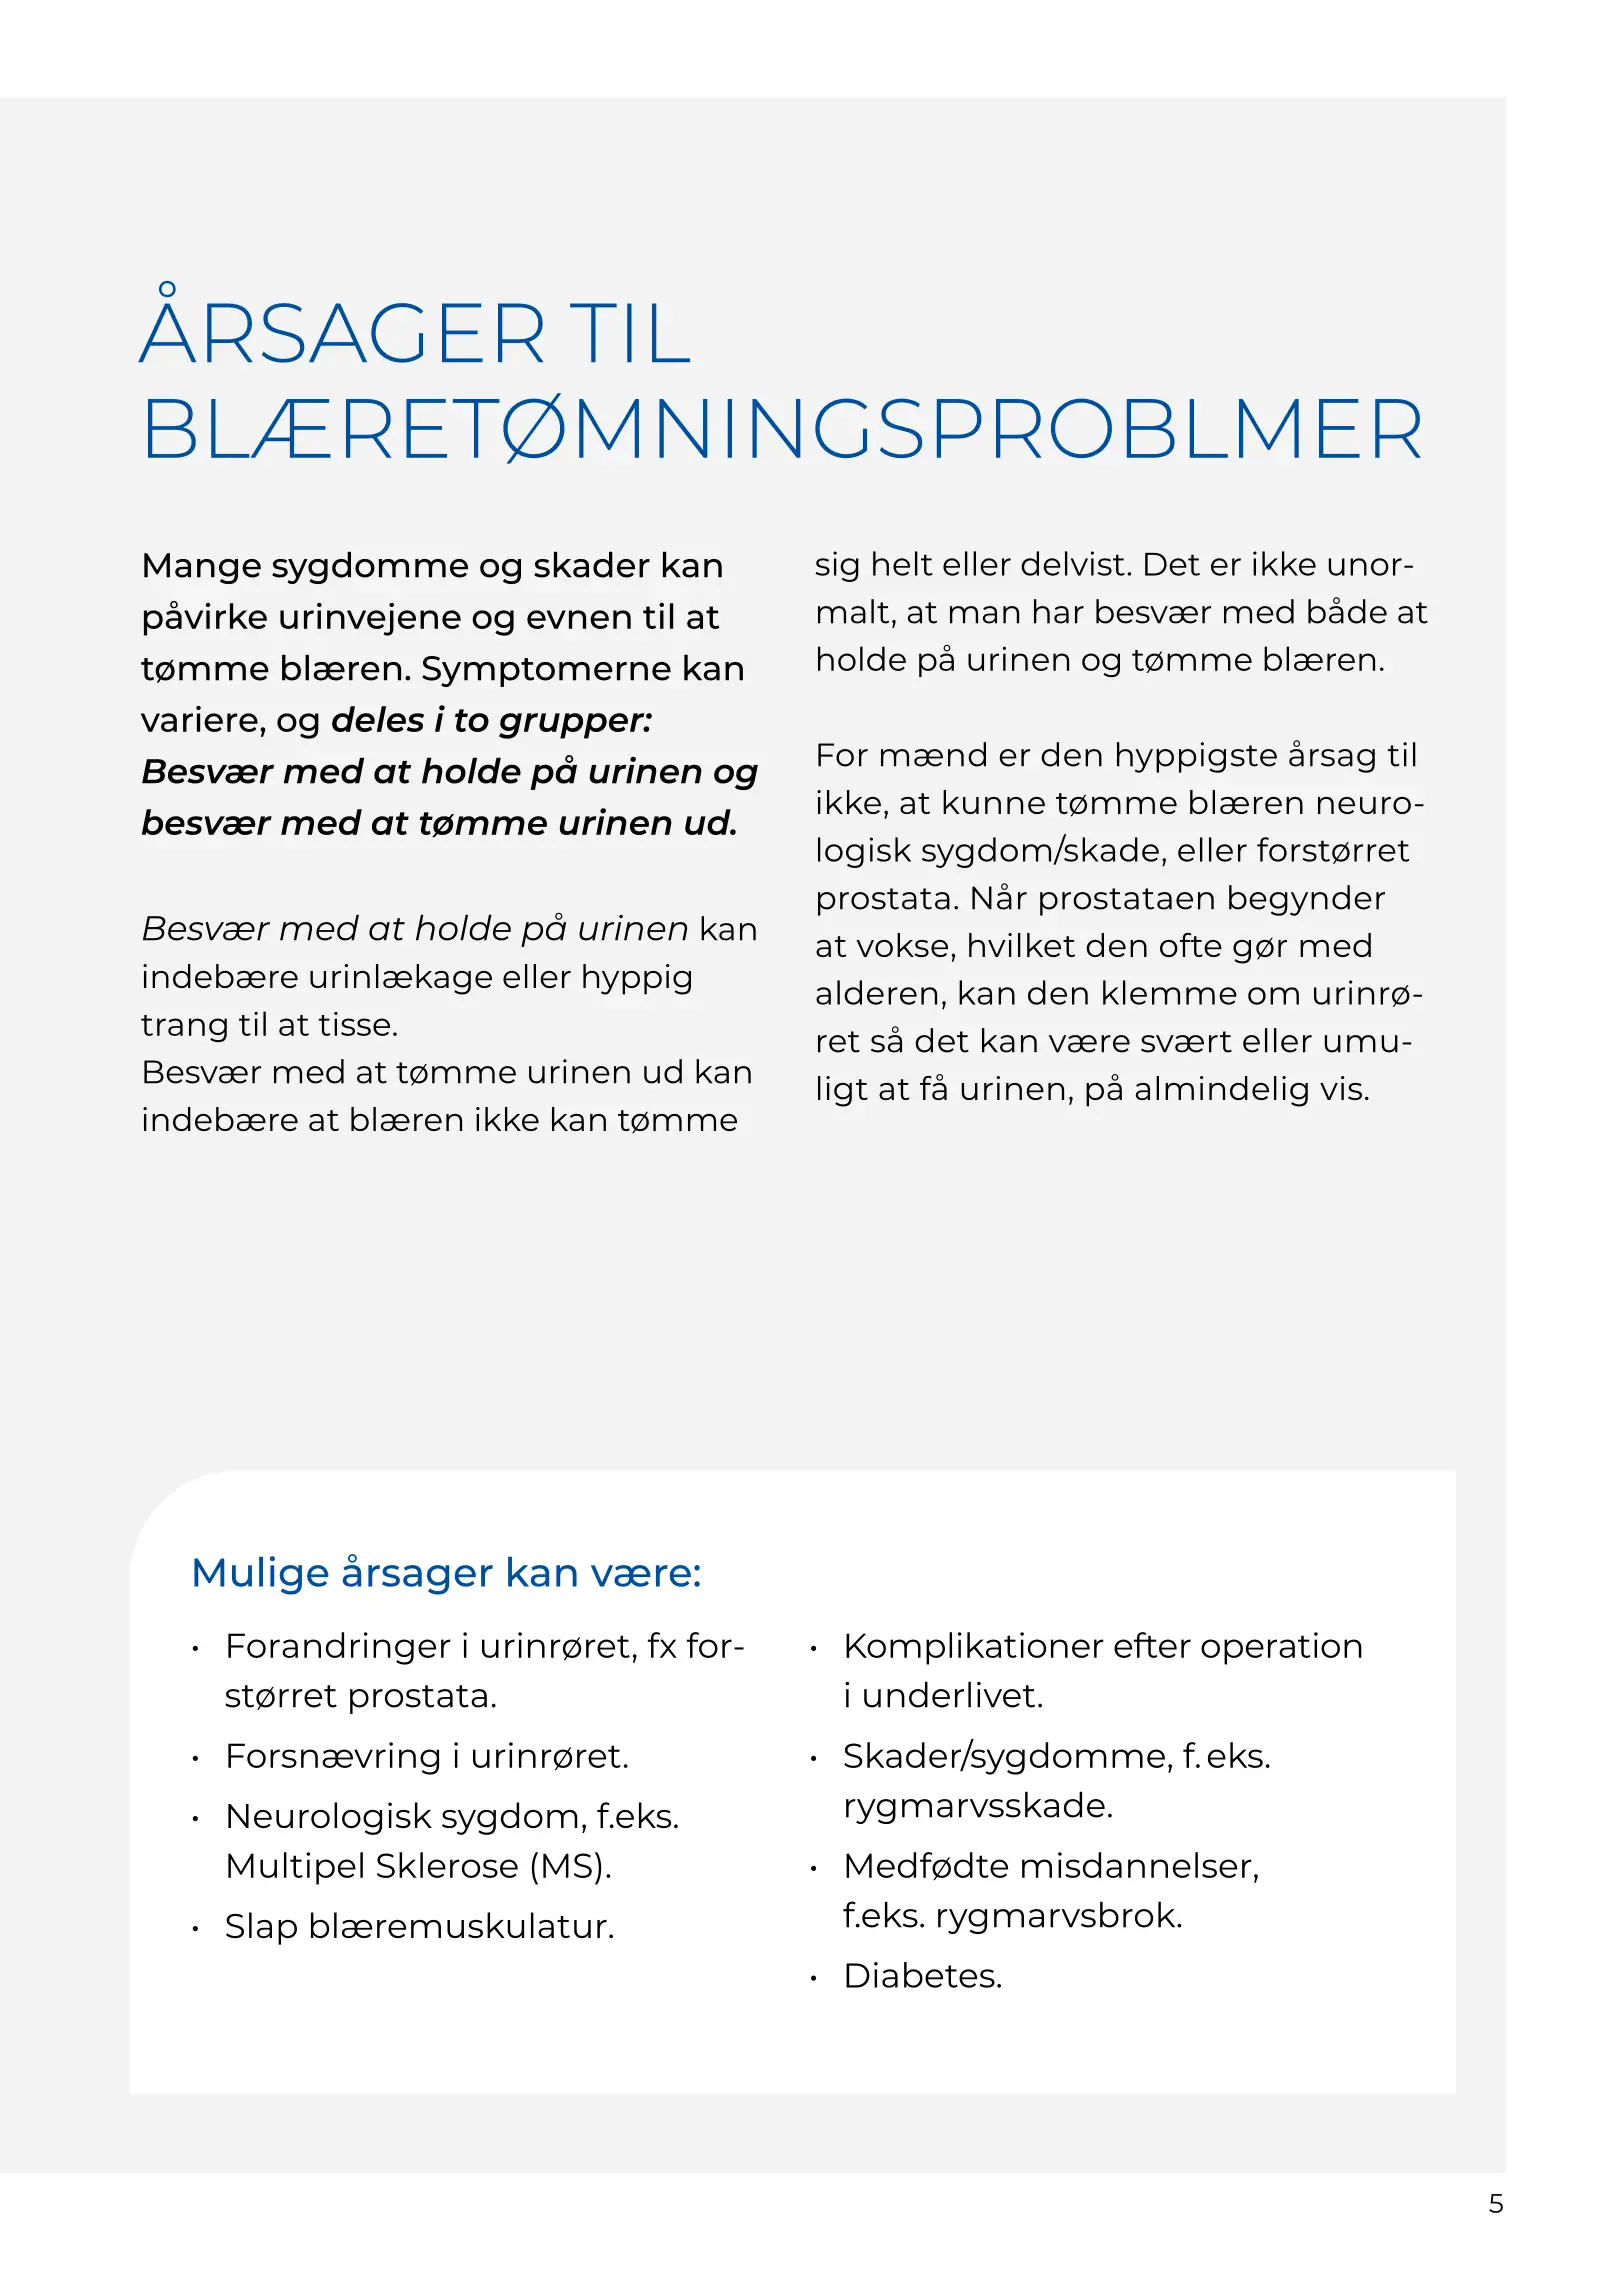 ÅRSAGER TIL
BLÆRETØMNINGSPROBLMER
Mange sygdomme og skader kan
påvirke urinvejene og evnen til at
tømme blæren. Symptomerne kan
variere, og deles i to grupper:
Besvær med at holde på urinen og
besvær med at tømme urinen ud.
Besvær med at holde på urinen kan
indebære urinlækage eller hyppig
trang til at tisse.
Besvær med at tømme urinen ud kan
indebære at blæren ikke kan tømme
sig helt eller delvist. Det er ikke unor-
malt, at man har besvær med både at
holde på urinen og tømme blæren.
For mænd er den hyppigste årsag til
ikke, at kunne tømme blæren neuro-
logisk sygdom/skade, eller forstørret
prostata. Når prostataen begynder
at vokse, hvilket den ofte gør med
alderen, kan den klemme om urinrø-
ret så det kan være svært eller umu-
ligt at få urinen, på almindelig vis.
Mulige årsager kan være:
• Forandringer i urinrøret, fx for-
størret prostata.
• Forsnævring i urinrøret.
• Neurologisk sygdom, f.eks.
Multipel Sklerose (MS).
• Slap blæremuskulatur.
• Komplikationer efter operation
i underlivet.
• Skader/sygdomme, f. eks.
rygmarvsskade.
• Medfødte misdannelser,
f.eks. rygmarvsbrok.
• Diabetes.
5